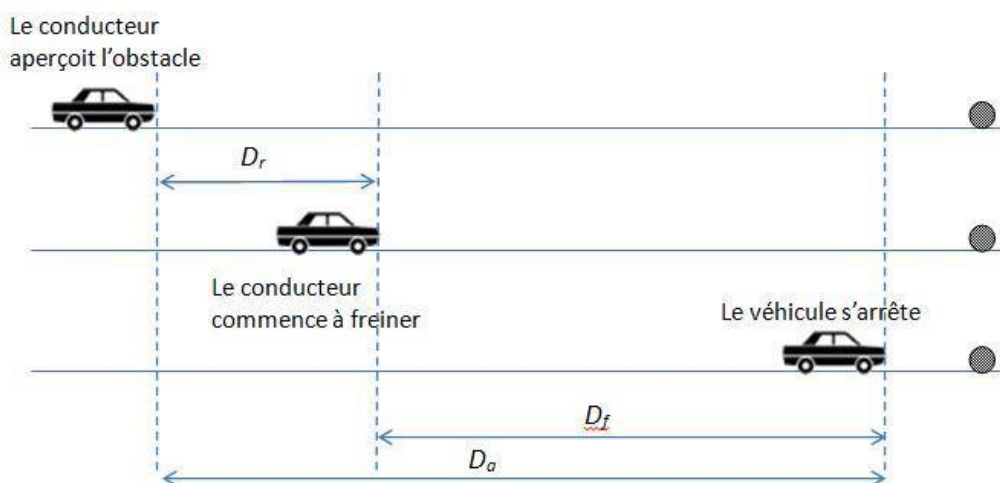 Le conducteur
aperçoit l'obstacle
Dr
Le conducteur
commence à freiner
Le véhicule s'arrête
Df
Da